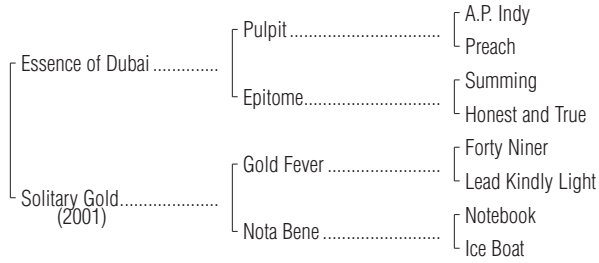 A.P. Indy
Pulpit
Preach
Essence of Dubai
Summing
Epitome
Honest and True
Forty Niner
Gold Fever
Lead Kindly Light
Solitary Gold
(2001)
Notebook
Nota Bene
Ice Boat